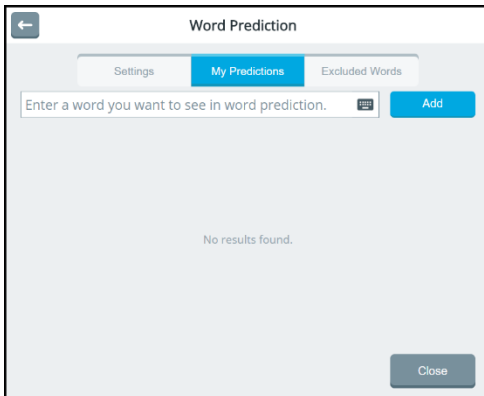 Word Prediction
Settings My Predictions Excluded Words
Enter a word you want to see in word prediction. Add
No results found.
Close